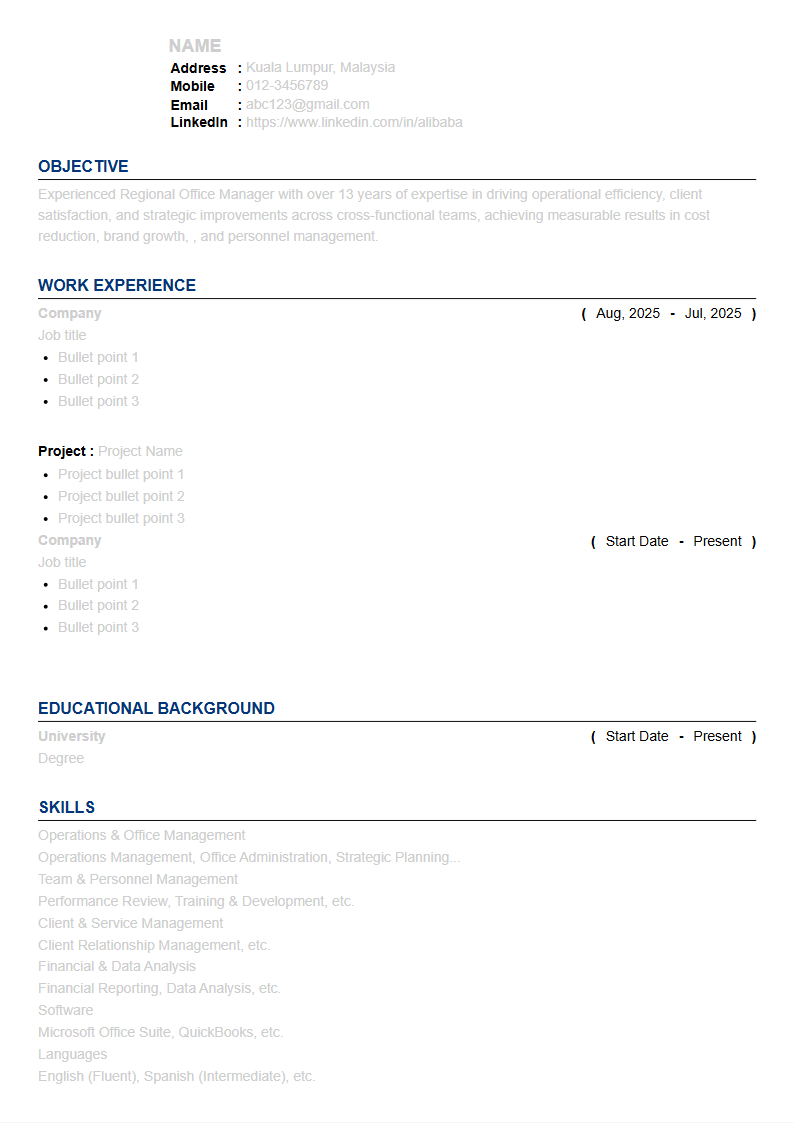 NAME
Address : Kuala Lumpur, Malaysia
Mobile : 012-3456789
Email : abc123@gmail.com
LinkedIn : https://www.linkedin.com/in/alibaba
OBJECTIVE
Experienced Regional Office Manager with over 13 years of expertise in driving operational efficiency, client
satisfaction, and strategic improvements across cross-functional teams, achieving measurable results in cost
reduction, brand growth, , and personnel management.
WORK EXPERIENCE
Company ( Aug, 2025 - Jul, 2025 )
Job title
• Bullet point 1
• Bullet point 2
• Bullet point 3
Project : Project Name
• Project bullet point 1
• Project bullet point 2
• Project bullet point 3
Company ( Start Date - Present )
Job title
• Bullet point 1
• Bullet point 2
• Bullet point 3
EDUCATIONAL BACKGROUND
University ( Start Date - Present )
Degree
SKILLS
Operations & Office Management
Operations Management, Office Administration, Strategic Planning...
Team & Personnel Management
Performance Review, Training & Development, etc.
Client & Service Management
Client Relationship Management, etc.
Financial & Data Analysis
Financial Reporting, Data Analysis, etc.
Software
Microsoft Office Suite, QuickBooks, etc.
Languages
English (Fluent), Spanish (Intermediate), etc.